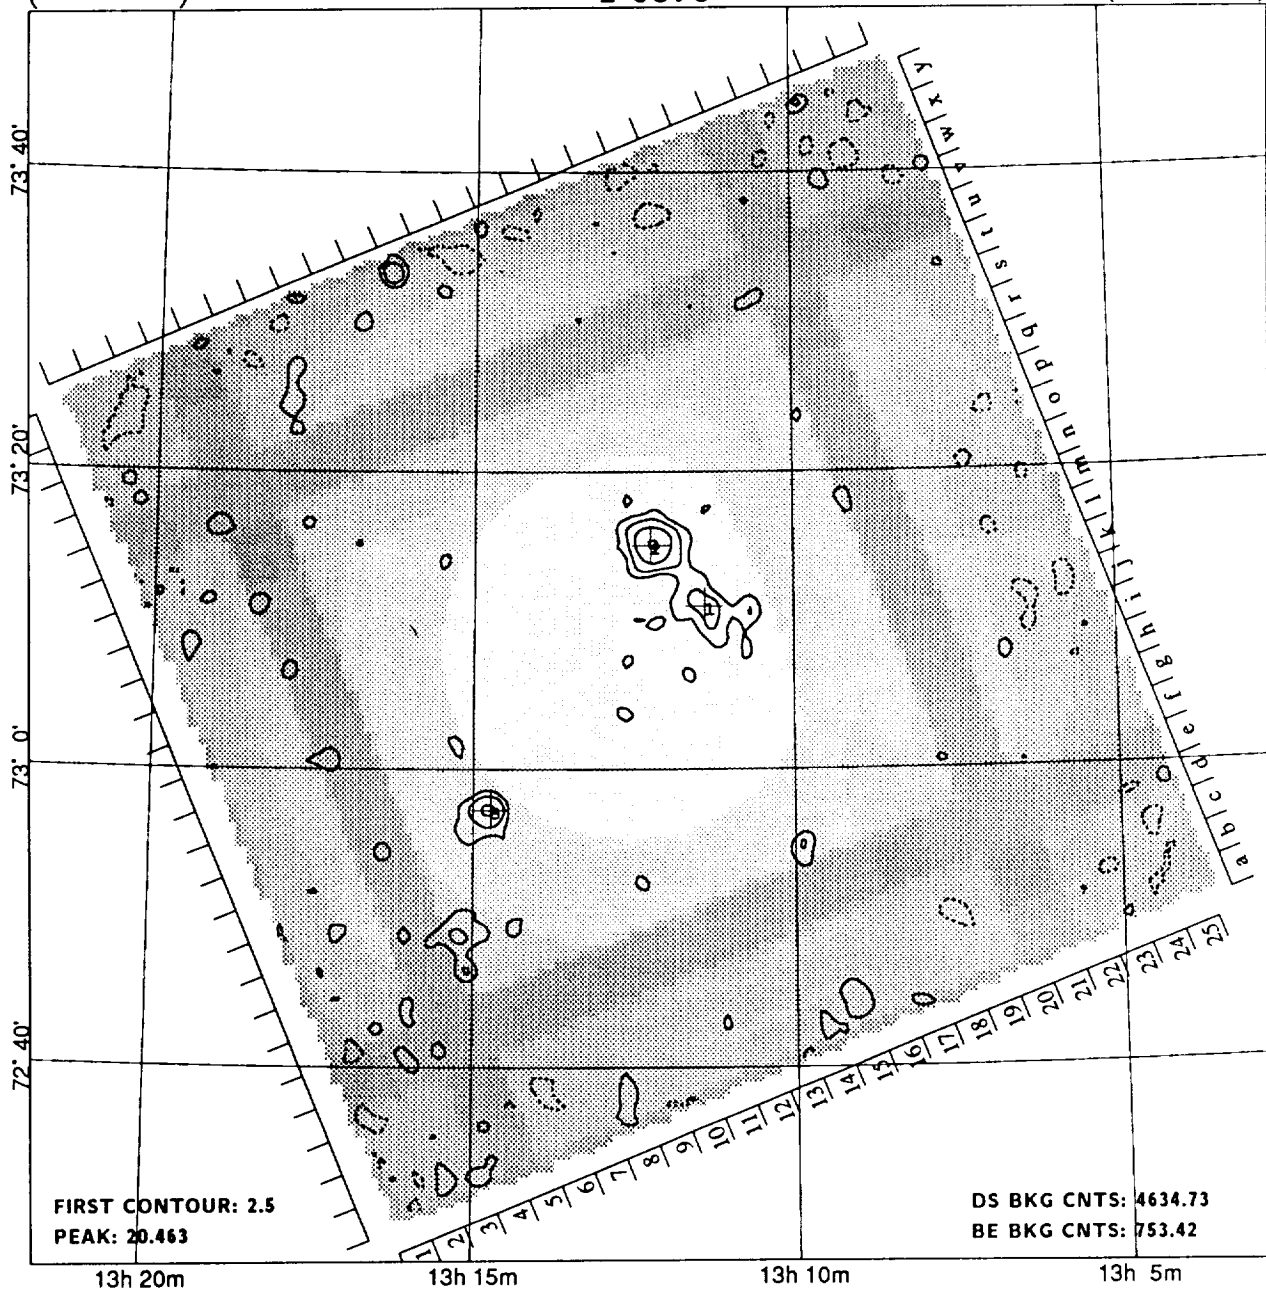 73° 40'
73° 20'
73° 0'
72° 40'
a b c d e f g h i j k l m n o p q r s t u v w x y
1 2 3 4 5 6 7 8 9 10 11 12 13 14 15 16 17 18 19 20 21 22 23 24 25
FIRST CONTOUR: 2.5
PEAK: 20.463
DS BKG CNTS: 4634.73
BE BKG CNTS: 753.42
13h 20m
13h 15m
13h 10m
13h 5m